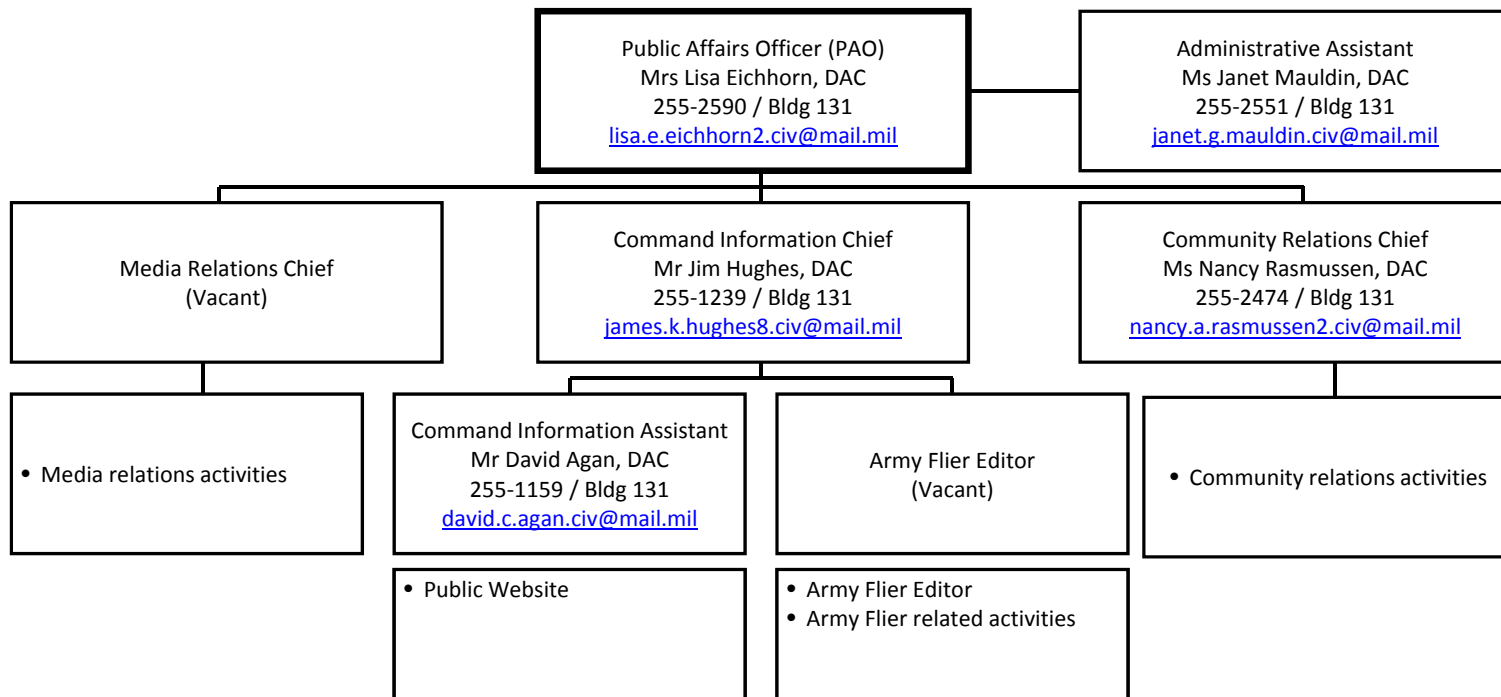 Public Affairs Officer (PAO)
Mrs Lisa Eichhorn, DAC
255-2590 / Bldg 131
lisa.e.eichhorn2.civ@mail.mil
Administrative Assistant
Ms Janet Mauldin, DAC
255-2551 / Bldg 131
janet.g.mauldin.civ@mail.mil
Media Relations Chief
(Vacant)
Command Information Chief
Mr Jim Hughes, DAC
255-1239 / Bldg 131
james.k.hughes8.civ@mail.mil
Community Relations Chief
Ms Nancy Rasmussen, DAC
255-2474 / Bldg 131
nancy.a.rasmussen2.civ@mail.mil
• Media relations activities
Command Information Assistant
Mr David Agan, DAC
255-1159 / Bldg 131
david.c.agan.civ@mail.mil
Army Flier Editor
(Vacant)
• Community relations activities
• Public Website
• Army Flier Editor
• Army Flier related activities